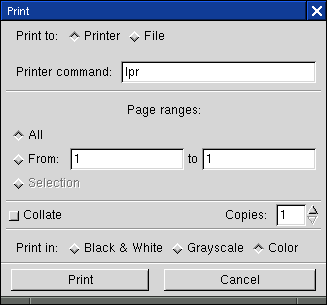 Print
Print to: Printer File
Printer command: lpr
Page ranges:
All
From: 1 to 1
Selection
Collate Copies: 1
Print in: Black & White Grayscale Color
Print Cancel